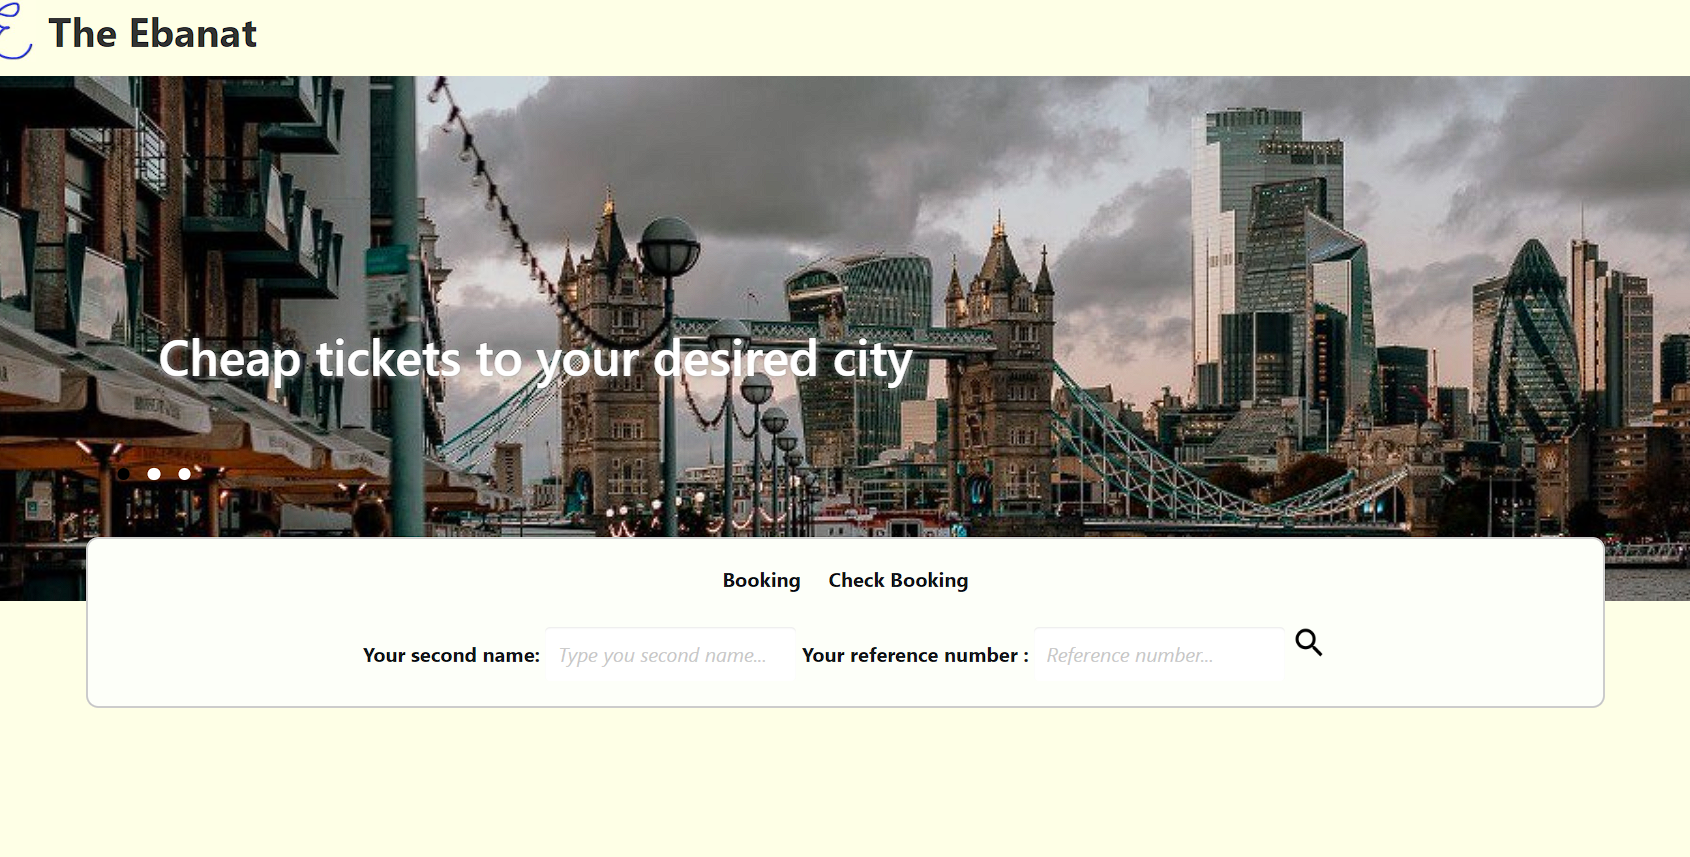 The Ebanat
Cheap tickets to your desired city
Booking Check Booking
Your second name: Type you second name... Your reference number : Reference number...